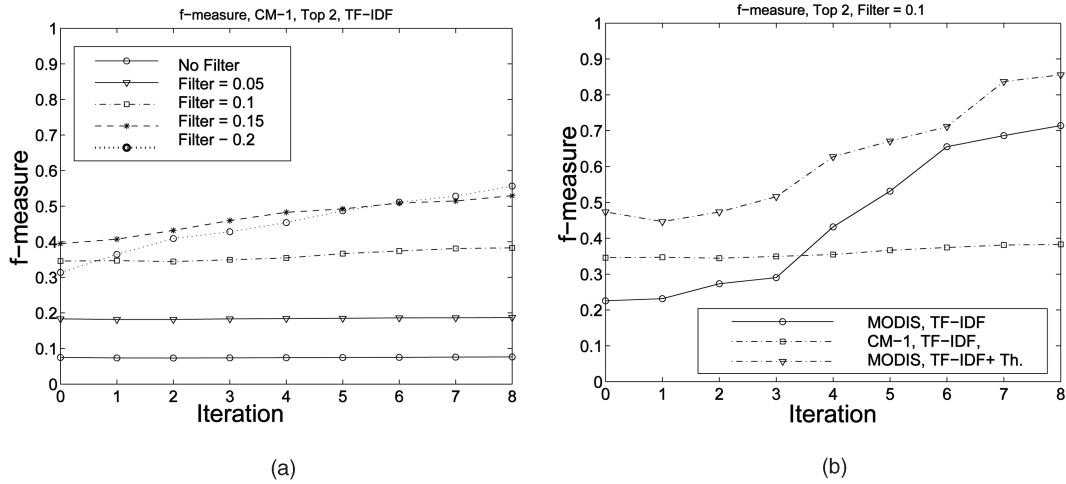 f−measure, CM−1, Top 2, TF−IDF
f−measure
1
0.9
0.8
0.7
0.6
0.5
0.4
0.3
0.2
0.1
0
No Filter
Filter = 0.05
Filter = 0.1
Filter = 0.15
Filter − 0.2
0 1 2 3 4 5 6 7 8
Iteration
(a)
f−measure, Top 2, Filter = 0.1
f−measure
1
0.9
0.8
0.7
0.6
0.5
0.4
0.3
0.2
0.1
0
MODIS, TF−IDF
CM−1, TF−IDF,
MODIS, TF−IDF+ Th.
0 1 2 3 4 5 6 7 8
Iteration
(b)